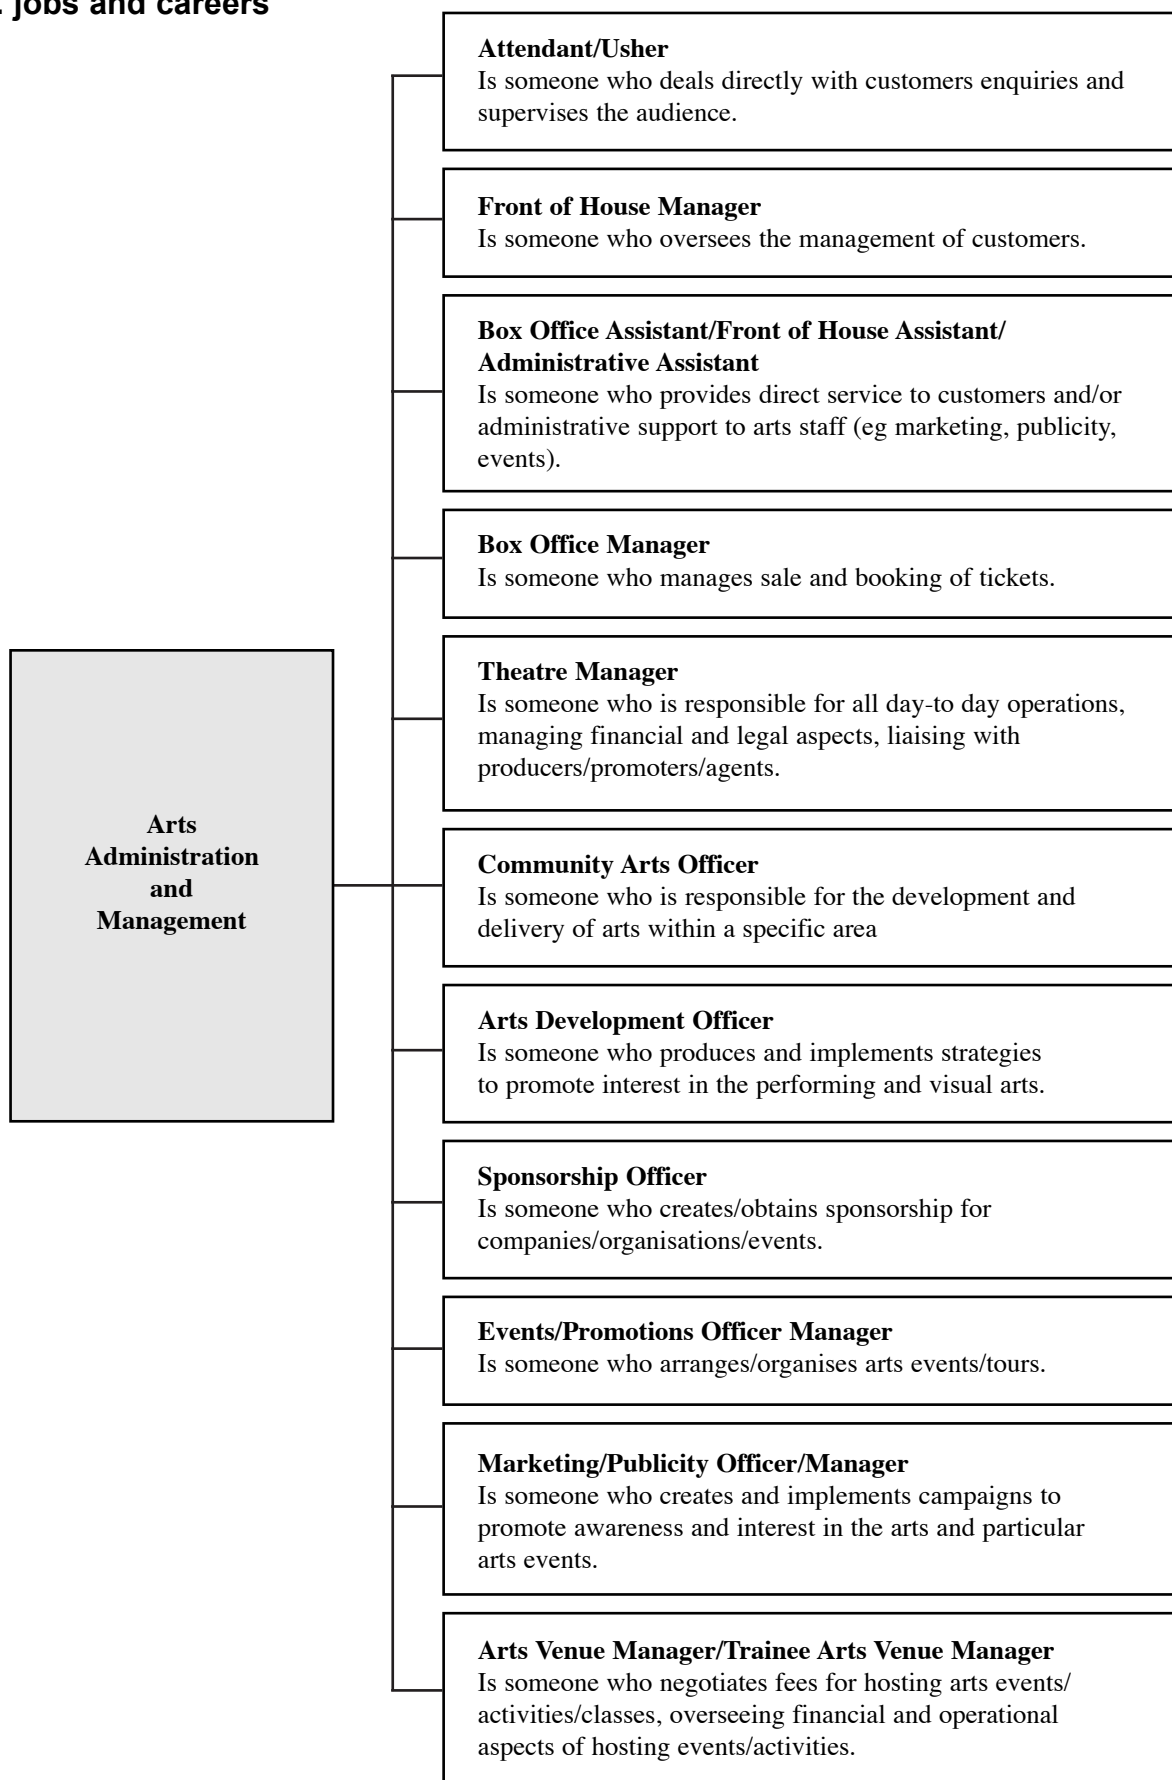 jobs and careers
Attendant/Usher
Is someone who deals directly with customers enquiries and
supervises the audience.
Front of House Manager
Is someone who oversees the management of customers.
Box Office Assistant/Front of House Assistant/
Administrative Assistant
Is someone who provides direct service to customers and/or
administrative support to arts staff (eg marketing, publicity,
events).
Box Office Manager
Is someone who manages sale and booking of tickets.
Theatre Manager
Is someone who is responsible for all day-to day operations,
managing financial and legal aspects, liaising with
producers/promoters/agents.
Arts
Administration
and
Management
Community Arts Officer
Is someone who is responsible for the development and
delivery of arts within a specific area
Arts Development Officer
Is someone who produces and implements strategies
to promote interest in the performing and visual arts.
Sponsorship Officer
Is someone who creates/obtains sponsorship for
companies/organisations/events.
Events/Promotions Officer Manager
Is someone who arranges/organises arts events/tours.
Marketing/Publicity Officer/Manager
Is someone who creates and implements campaigns to
promote awareness and interest in the arts and particular
arts events.
Arts Venue Manager/Trainee Arts Venue Manager
Is someone who negotiates fees for hosting arts events/
activities/classes, overseeing financial and operational
aspects of hosting events/activities.